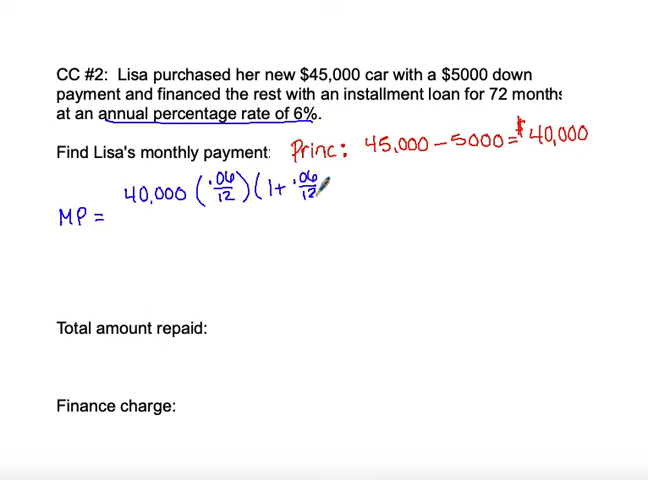 CC #2: Lisa purchased her new $45,000 car with a $5000 down
payment and financed the rest with an installment loan for 72 months
at an annual percentage rate of 6%.
Find Lisa's monthly payment: Princ: 45,000 - 5000 = $40,000
MP = 40,000 (.06/12)(1+ .06/12
Total amount repaid:
Finance charge: